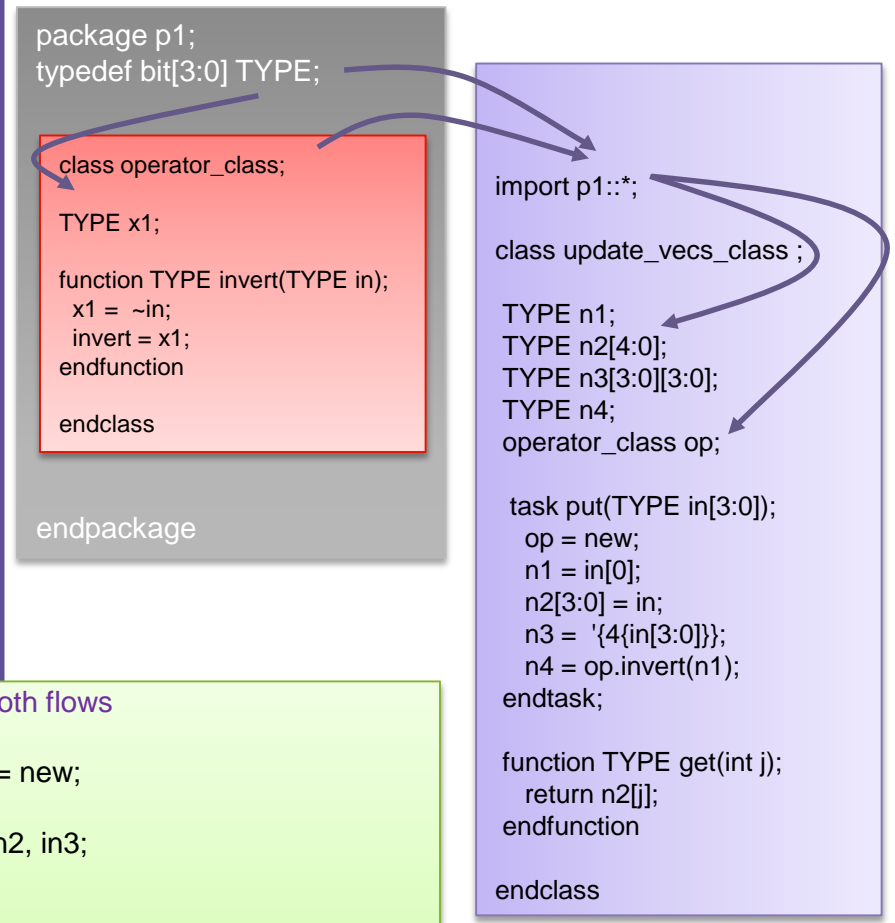 package p1;
typedef bit[3:0] TYPE;
class operator_class;
TYPE x1;
function TYPE invert(TYPE in);
x1 = ~in;
invert = x1;
endfunction
endclass
endpackage
import p1::*;
class update_vecs_class ;
TYPE n1;
TYPE n2[4:0];
TYPE n3[3:0][3:0];
TYPE n4;
operator_class op;
task put(TYPE in[3:0]);
op = new;
n1 = in[0];
n2[3:0] = in;
n3 = '{4{in[3:0]}};
n4 = op.invert(n1);
endtask;
function TYPE get(int j);
return n2[j];
endfunction
endclass
flows
= new;
in3;